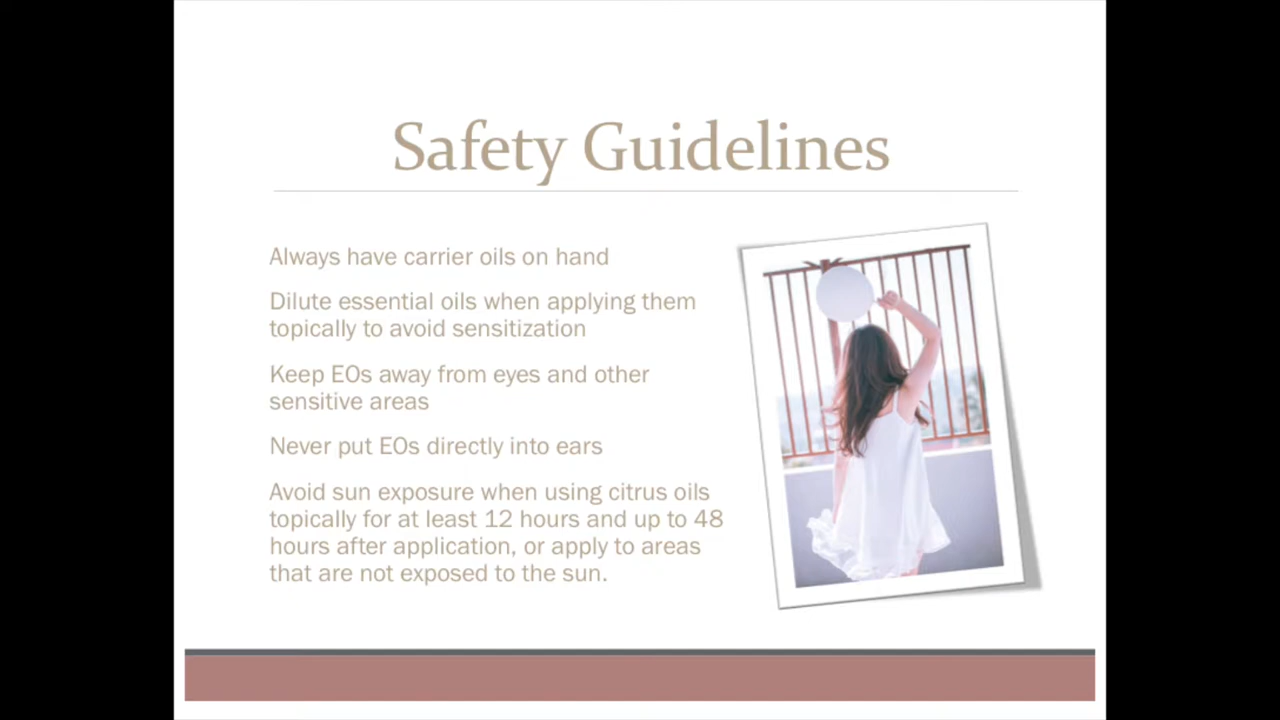 Safety Guidelines
Always have carrier oils on hand
Dilute essential oils when applying them
topically to avoid sensitization
Keep EOs away from eyes and other
sensitive areas
Never put EOs directly into ears
Avoid sun exposure when using citrus oils
topically for at least 12 hours and up to 48
hours after application, or apply to areas
that are not exposed to the sun.